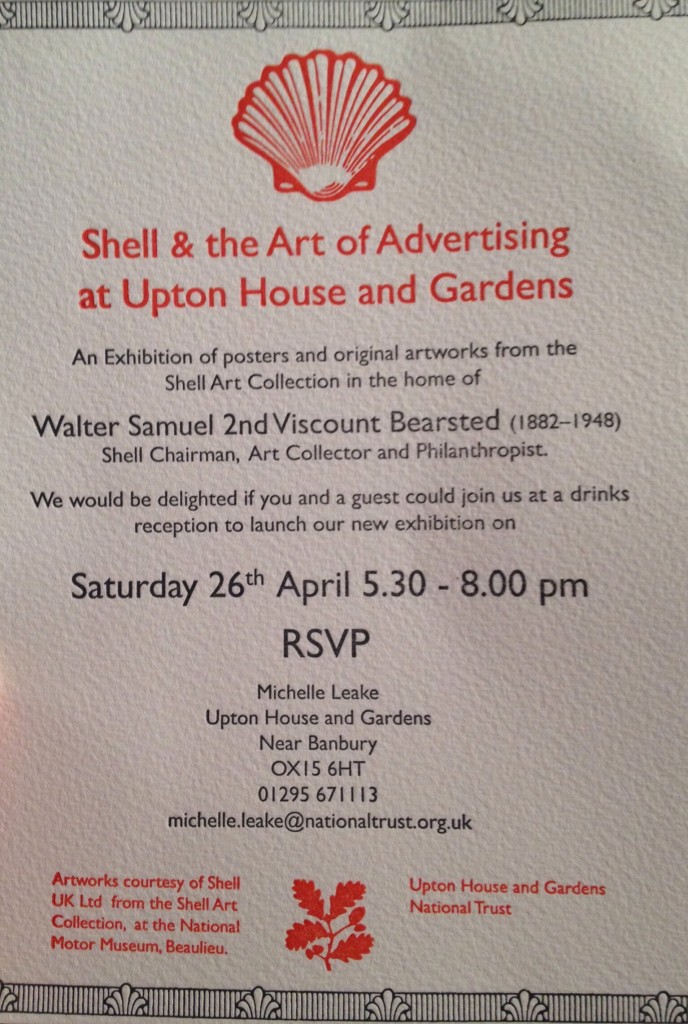 Shell & the Art of Advertising
at Upton House and Gardens
An Exhibition of posters and original artworks from the
Shell Art Collection in the home of
Walter Samuel 2nd Viscount Bearsted (1882–1948)
Shell Chairman, Art Collector and Philanthropist.
We would be delighted if you and a guest could join us at a drinks
reception to launch our new exhibition on
Saturday 26th April 5.30 - 8.00 pm
RSVP
Michelle Leake
Upton House and Gardens
Near Banbury
OX15 6HT
01295 671113
michelle.leake@nationaltrust.org.uk
Artworks courtesy of Shell
UK Ltd from the Shell Art
Collection, at the National
Motor Museum, Beaulieu.
Upton House and Gardens
National Trust